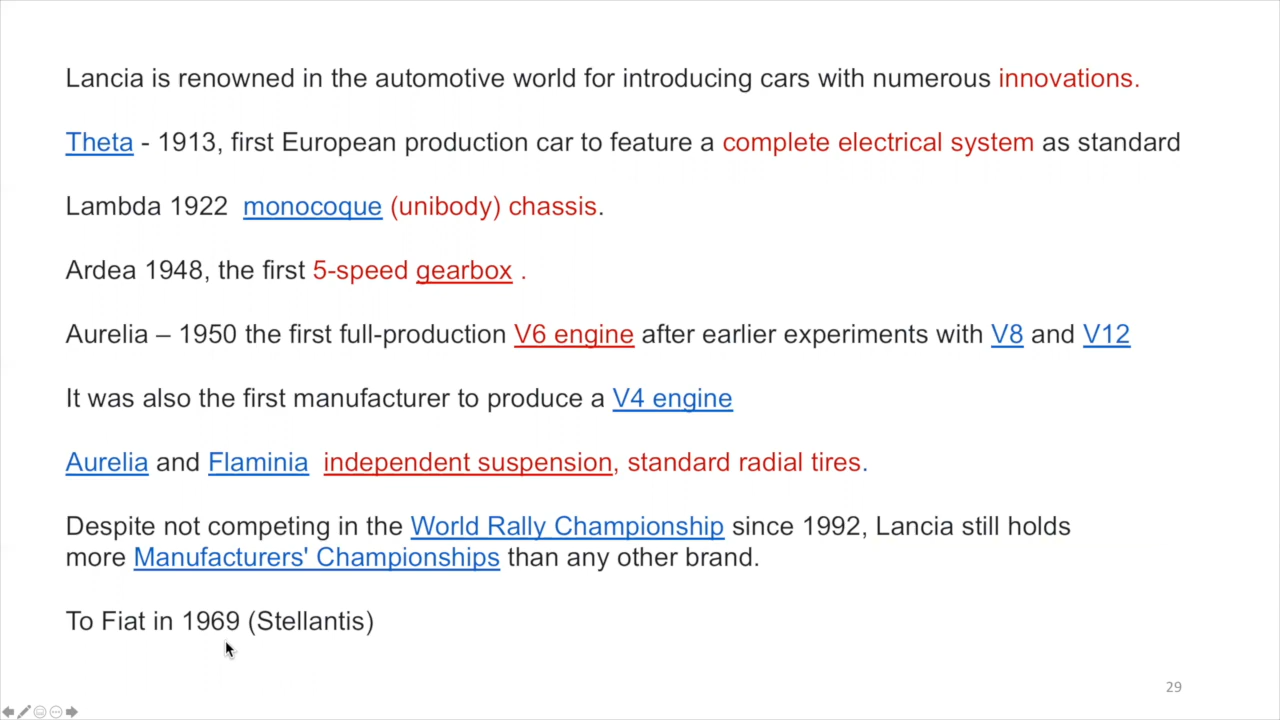 Lancia is renowned in the automotive world for introducing cars with numerous innovations.
Theta - 1913, first European production car to feature a complete electrical system as standard
Lambda 1922 monocoque (unibody) chassis.
Ardea 1948, the first 5-speed gearbox .
Aurelia – 1950 the first full-production V6 engine after earlier experiments with V8 and V12
It was also the first manufacturer to produce a V4 engine
Aurelia and Flaminia independent suspension, standard radial tires.
Despite not competing in the World Rally Championship since 1992, Lancia still holds
more Manufacturers' Championships than any other brand.
To Fiat in 1969 (Stellantis)
29